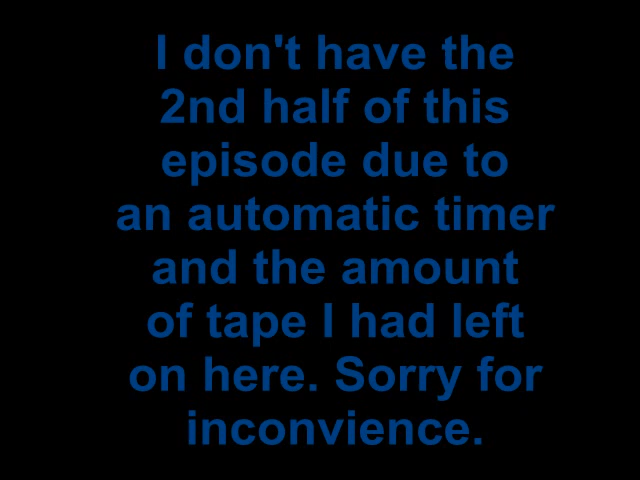 I don't have the
2nd half of this
episode due to
an automatic timer
and the amount
of tape I had left
on here. Sorry for
inconvience.